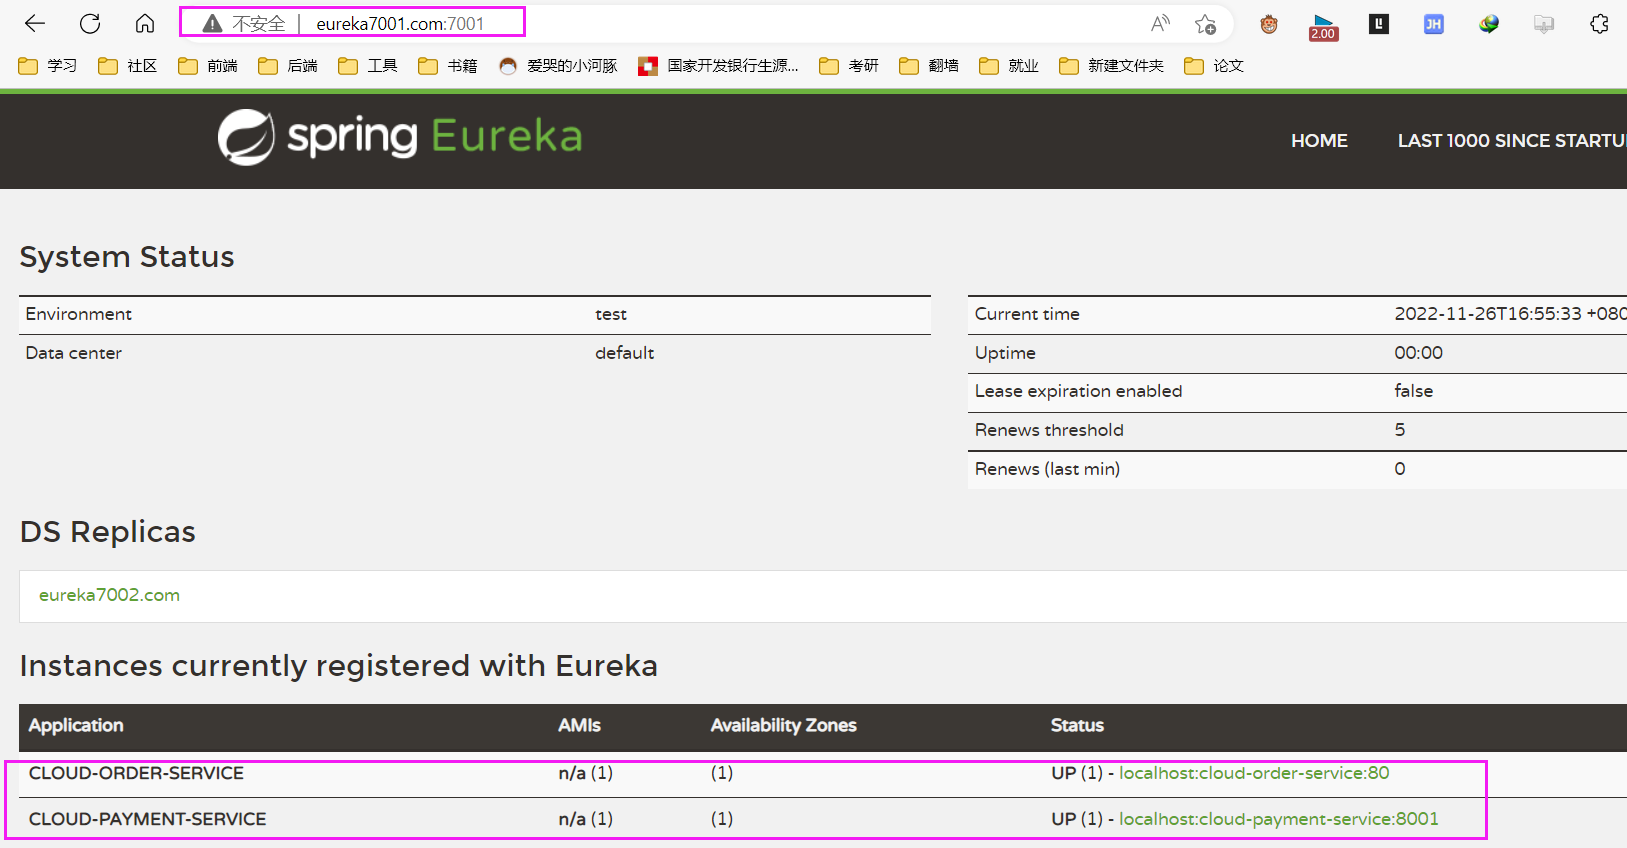 不安全 eureka7001.com:7001
2.00
学习 社区 前端 后端 工具 书籍 爱哭的小河豚 国家开发银行生源... 考研 翻墙 就业 新建文件夹 论文
spring Eureka HOME LAST 1000 SINCE STARTU
System Status
Environment test Current time 2022-11-26T16:55:33 +080
Data center default Uptime 00:00
Lease expiration enabled false
Renews threshold 5
Renews (last min) 0
DS Replicas
eureka7002.com
Instances currently registered with Eureka
Application AMIs Availability Zones Status
CLOUD-ORDER-SERVICE n/a (1) (1) UP (1) - localhost:cloud-order-service:80
CLOUD-PAYMENT-SERVICE n/a (1) (1) UP (1) - localhost:cloud-payment-service:8001